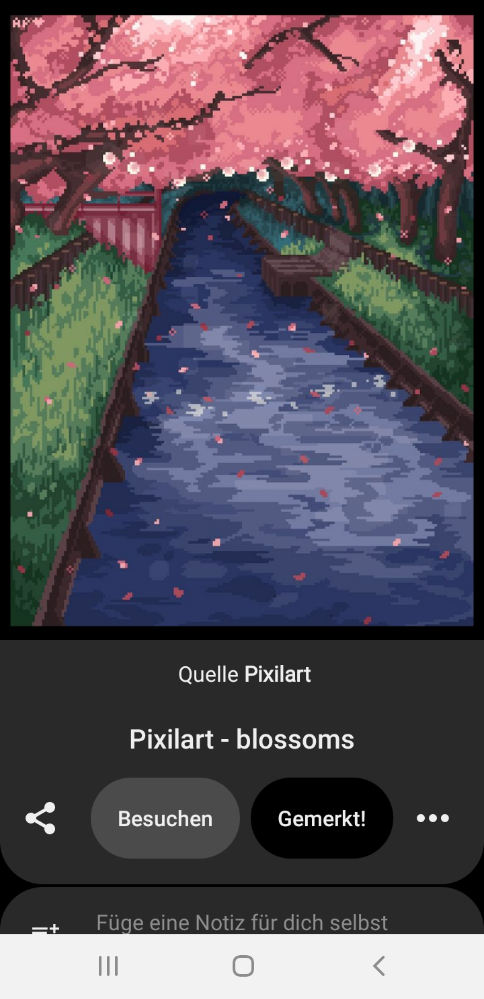 Quelle Pixilart
Pixilart - blossoms
Besuchen
Gemerkt!
Füge eine Notiz für dich selbst